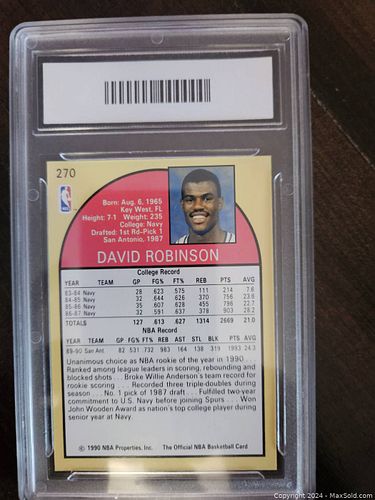 270
NBA
Born: Aug. 6, 1965
Key West, FL
Height: 7-1 Weight: 235
College: Navy
Drafted: 1st Rd-Pick 1
San Antonio, 1987
DAVID ROBINSON
College Record
YEAR TEAM GP FG% FT% REB PTS AVG
83-84 Navy 28 623 575 111 214 7.6
84-85 Navy 32 644 626 370 756 23.6
85-86 Navy 35 607 628 455 796 22.7
86-87 Navy 32 591 637 378 903 28.2
TOTALS 127 .613 .627 1314 2669 21.0
NBA Record
YEAR TEAM GP FG% FT% REB AST STL BLK PTS AVG
89-90 San Ant. 82 531 732 983 164 138 319 1993 24.3
Unanimous choice as NBA rookie of the year in 1990 . . .
Ranked among league leaders in scoring, rebounding and
blocked shots . . . Broke Willie Anderson's team record for
rookie scoring . . . Recorded three triple-doubles during
season . . . No. 1 pick of 1987 draft . . . Fulfilled two-year
commitment to U.S. Navy before joining Spurs . . . Won
John Wooden Award as nation's top college player during
senior year at Navy.
© 1990 NBA Properties, Inc. The Official NBA Basketball Card
Copyright 2024 - MaxSold.com